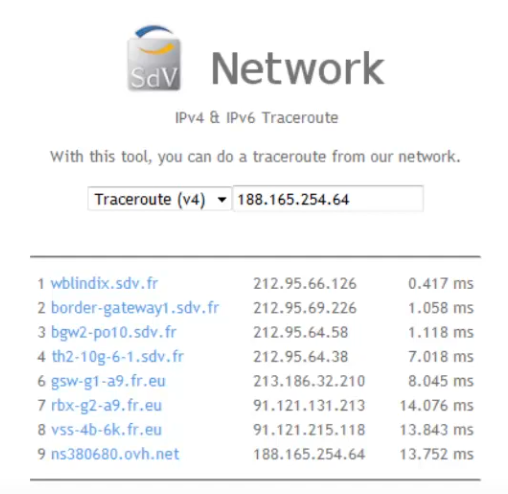 SdV Network
IPv4 & IPv6 Traceroute
With this tool, you can do a traceroute from our network.
Traceroute (v4) 188.165.254.64
1 wblindix.sdv.fr 212.95.66.126 0.417 ms
2 border-gateway1.sdv.fr 212.95.69.226 1.058 ms
3 bgw2-po10.sdv.fr 212.95.64.58 1.118 ms
4 th2-10g-6-1.sdv.fr 212.95.64.38 7.018 ms
6 gsw-g1-a9.fr.eu 213.186.32.210 8.045 ms
7 rbx-g2-a9.fr.eu 91.121.131.213 14.076 ms
8 vss-4b-6k.fr.eu 91.121.215.118 13.843 ms
9 ns380680.ovh.net 188.165.254.64 13.752 ms